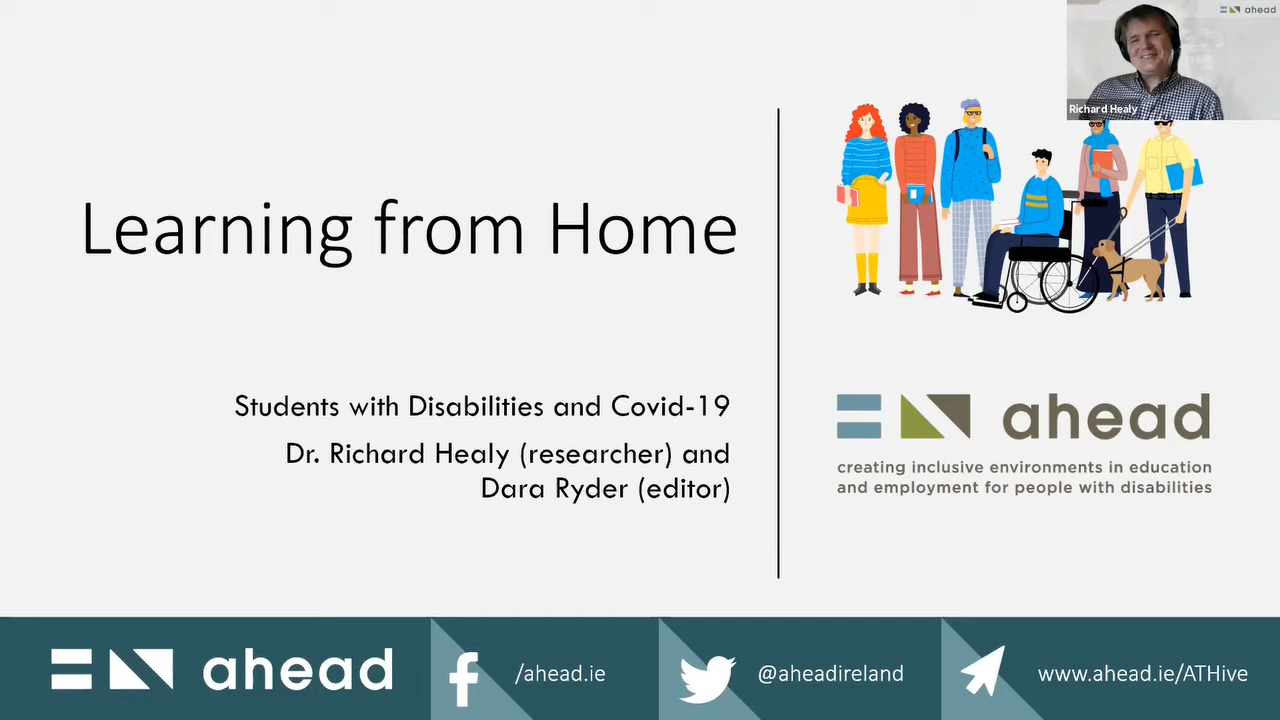 ahead
Richard Healy
Learning from Home
Students with Disabilities and Covid-19
Dr. Richard Healy (researcher) and
Dara Ryder (editor)
ahead
creating inclusive environments in education
and employment for people with disabilities
ahead
/ahead.ie
@aheadireland
www.ahead.ie/ATHive